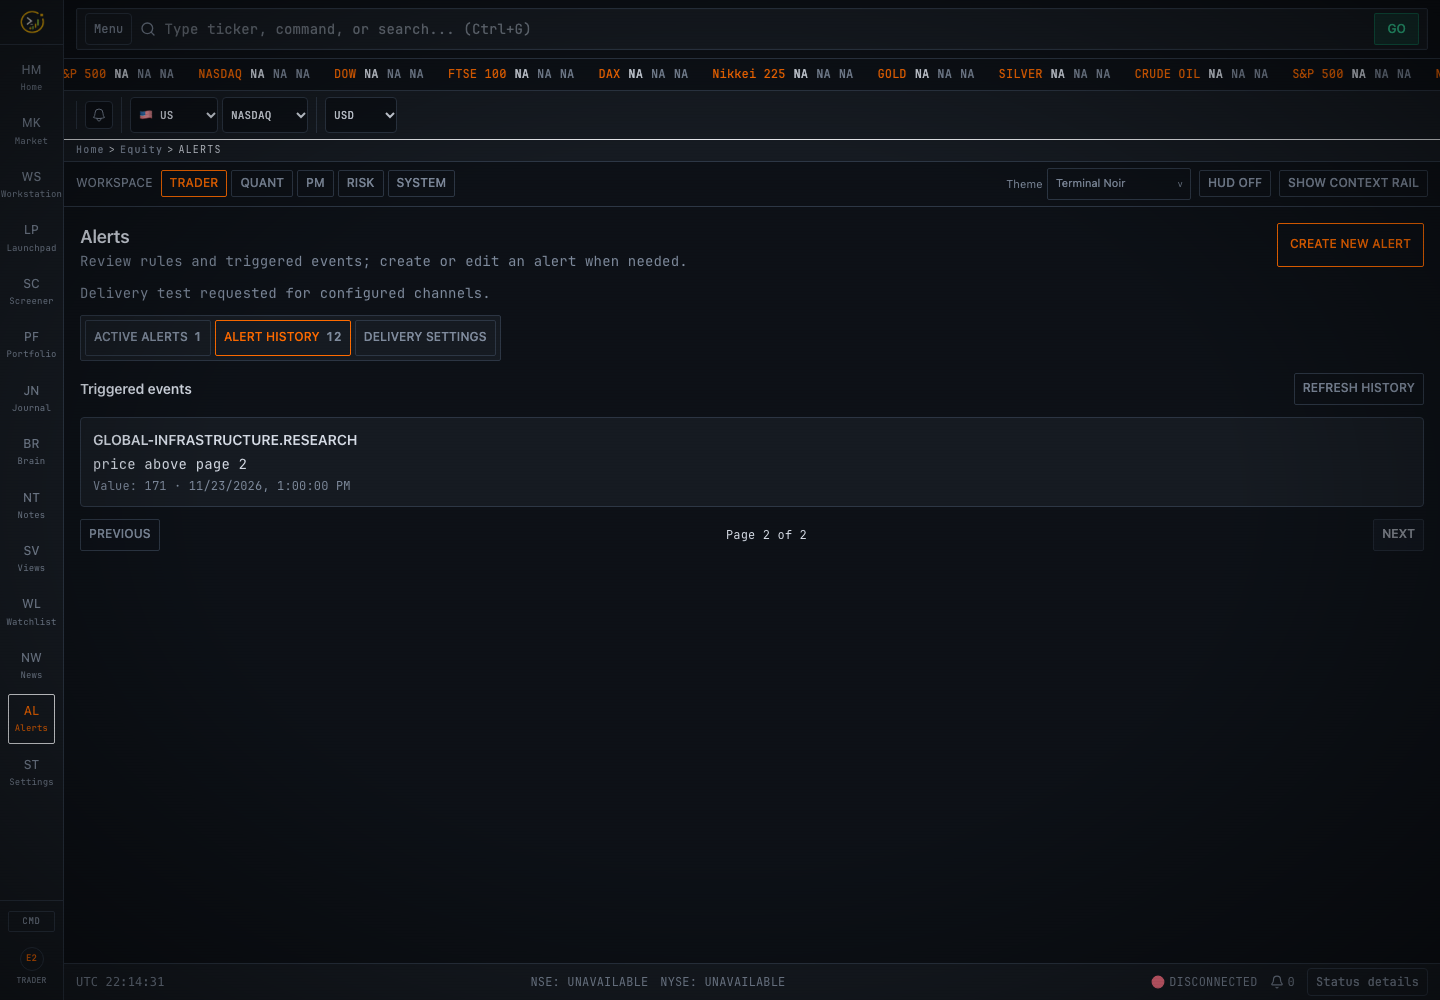 Menu
Type ticker, command, or search... (Ctrl+G)
GO
&P 500 NA NA NA NASDAQ NA NA NA DOW NA NA NA FTSE 100 NA NA NA DAX NA NA NA Nikkei 225 NA NA NA GOLD NA NA NA SILVER NA NA NA CRUDE OIL NA NA NA S&P 500 NA NA NA
🇺🇸 US
NASDAQ
USD
Home > Equity > ALERTS
WORKSPACE TRADER QUANT PM RISK SYSTEM
Theme Terminal Noir v HUD OFF SHOW CONTEXT RAIL
HM
Home
MK
Market
WS
Workstation
LP
Launchpad
SC
Screener
PF
Portfolio
JN
Journal
BR
Brain
NT
Notes
SV
Views
WL
Watchlist
NW
News
AL
Alerts
ST
Settings
CMD
E2
TRADER
Alerts
Review rules and triggered events; create or edit an alert when needed.
CREATE NEW ALERT
Delivery test requested for configured channels.
ACTIVE ALERTS 1 ALERT HISTORY 12 DELIVERY SETTINGS
Triggered events
REFRESH HISTORY
GLOBAL-INFRASTRUCTURE.RESEARCH
price above page 2
Value: 171 · 11/23/2026, 1:00:00 PM
PREVIOUS
Page 2 of 2
NEXT
UTC 22:14:31
NSE: UNAVAILABLE NYSE: UNAVAILABLE
DISCONNECTED
0
Status details